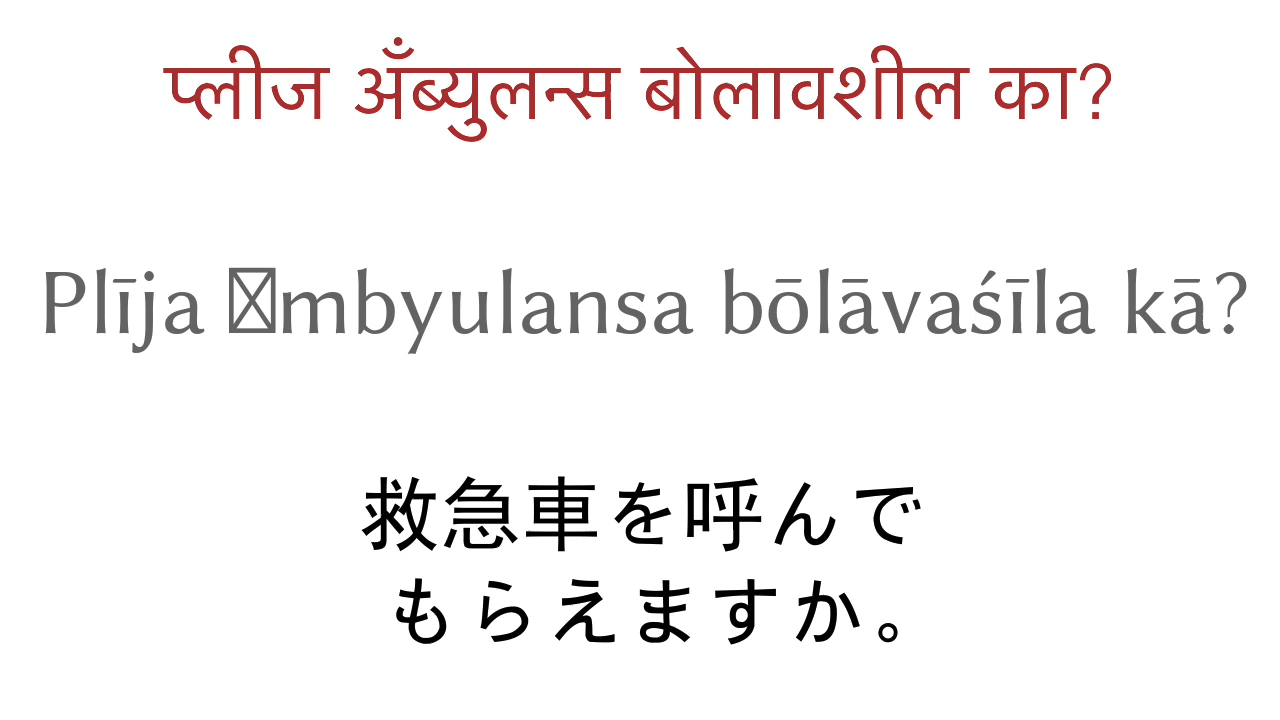 प्लीज अँब्युलन्स बोलावशील का?
Plīja mbyulansa bōlāvaśīla kā?
救急車を呼んで
もらえますか。